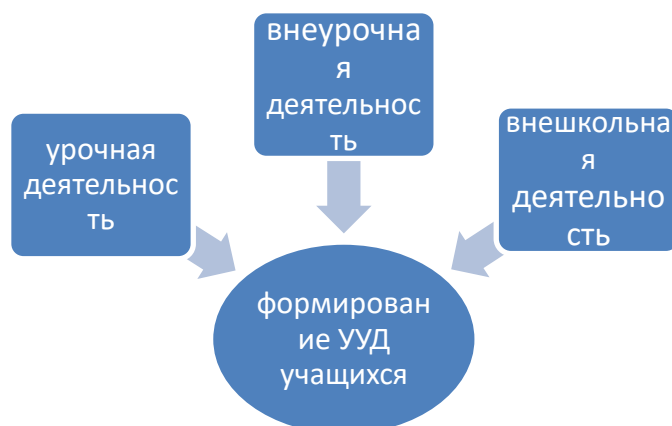 урочная
деятельнос
ть
внеурочна
я
деятельнос
ть
внешкольна
я
деятельно
сть
формирован
ие УУД
учащихся